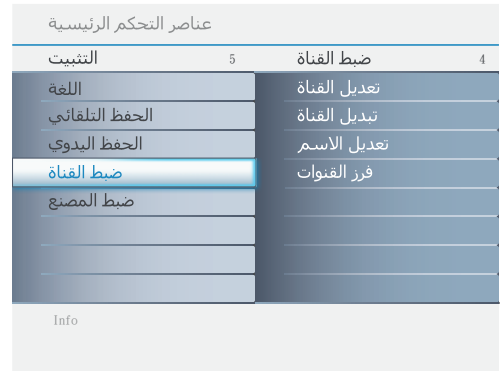 عناصر التحكم الرئيسية
التثبيت 5
ضبط القناة 4
اللغة
الحفظ التلقائي
الحفظ اليدوي
ضبط القناة
ضبط المصنع
تعديل القناة
تبديل القناة
تعديل الاسم
فرز القنوات
Info